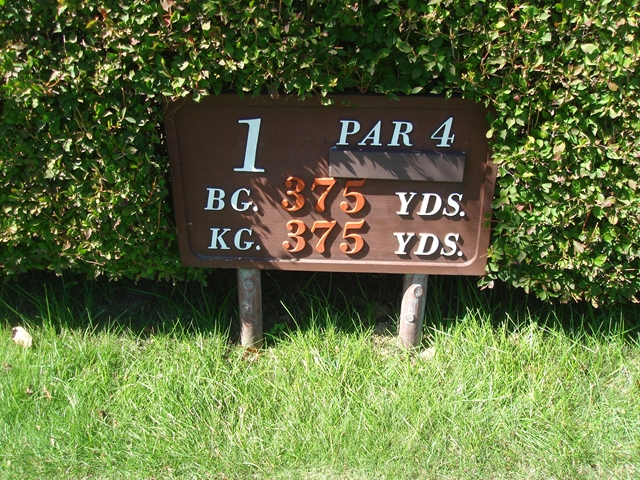 1 PAR 4
BG. 375 YDS.
KG. 375 YDS.